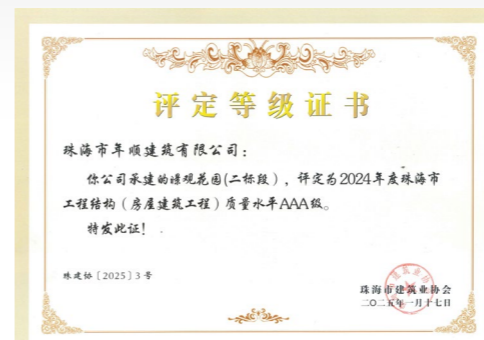 评定等级证书
珠海市年顺建筑有限公司：
你公司承建的璟观花园(二标段），评定为2024年度珠海市
工程结构（房屋建筑工程）质量水平AAA级。
特发此证！
珠建协〔2025〕3号
珠海市建筑业协会
二〇二五年一月十七日